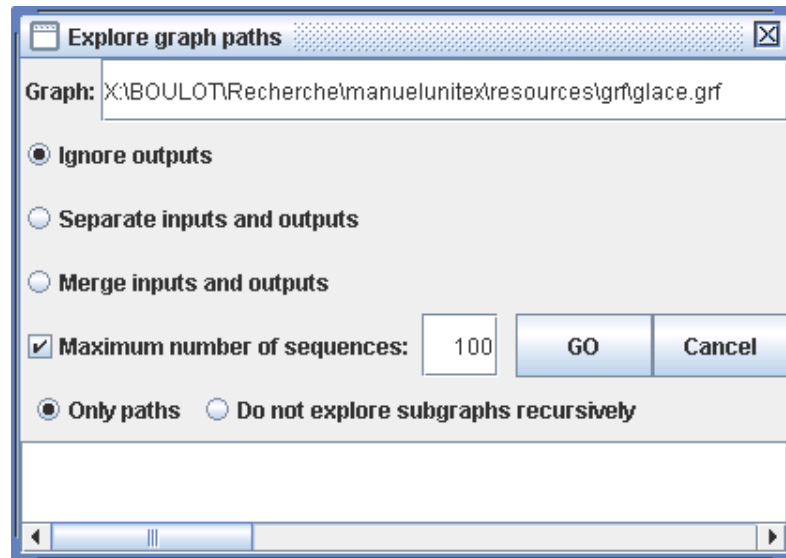 Explore graph paths
Graph: X:\BOULOT\Recherche\manuelunitex\resources\grf\glace.grf
Ignore outputs
Separate inputs and outputs
Merge inputs and outputs
Maximum number of sequences: 100 GO Cancel
Only paths Do not explore subgraphs recursively